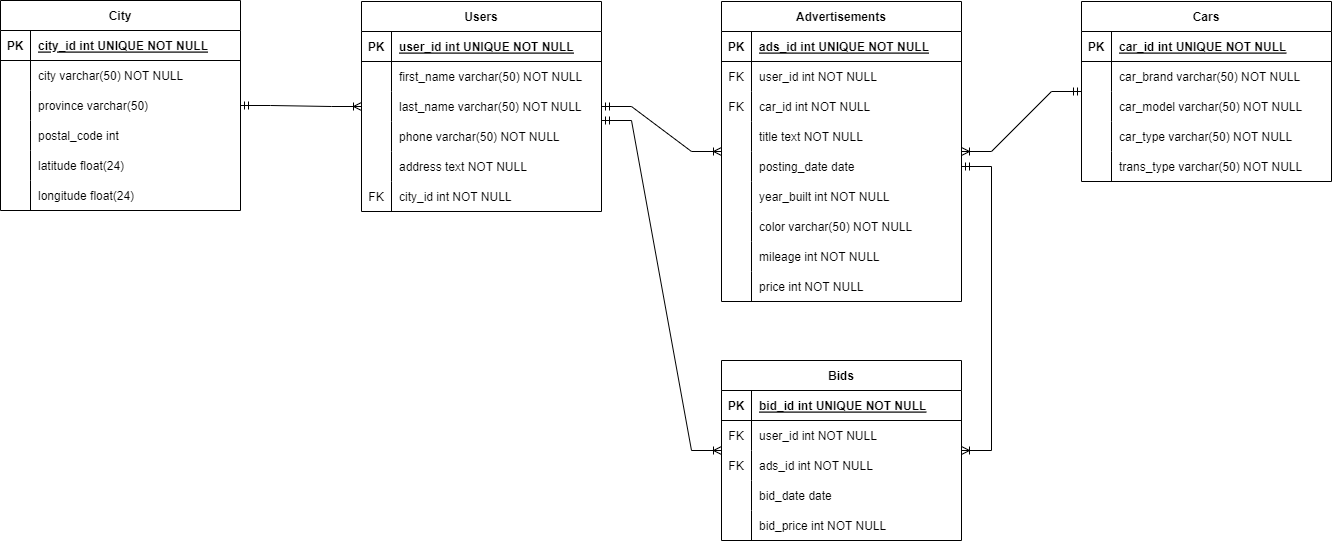 City
PK city_id int UNIQUE NOT NULL
city varchar(50) NOT NULL
province varchar(50)
postal_code int
latitude float(24)
longitude float(24)
Users
PK user_id int UNIQUE NOT NULL
first_name varchar(50) NOT NULL
last_name varchar(50) NOT NULL
phone varchar(50) NOT NULL
address text NOT NULL
FK city_id int NOT NULL
Advertisements
PK ads_id int UNIQUE NOT NULL
FK user_id int NOT NULL
FK car_id int NOT NULL
title text NOT NULL
posting_date date
year_built int NOT NULL
color varchar(50) NOT NULL
mileage int NOT NULL
price int NOT NULL
Cars
PK car_id int UNIQUE NOT NULL
car_brand varchar(50) NOT NULL
car_model varchar(50) NOT NULL
car_type varchar(50) NOT NULL
trans_type varchar(50) NOT NULL
Bids
PK bid_id int UNIQUE NOT NULL
FK user_id int NOT NULL
FK ads_id int NOT NULL
bid_date date
bid_price int NOT NULL